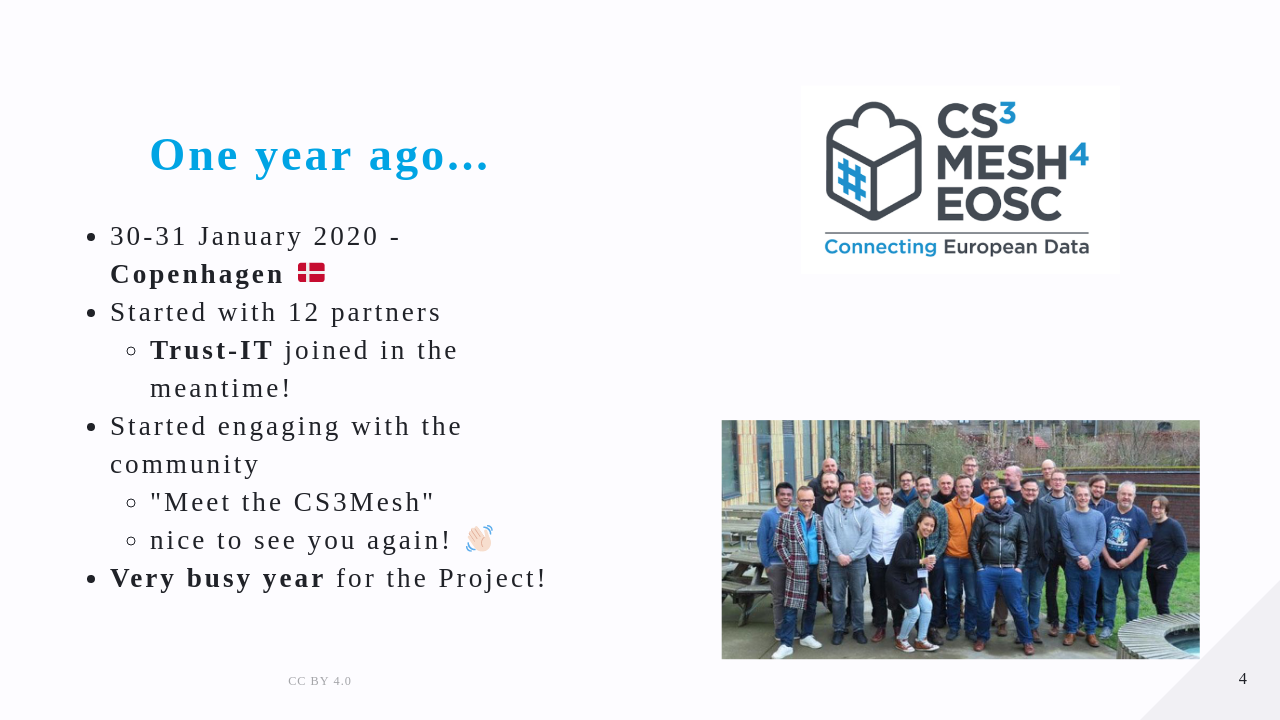 One year ago...
30-31 January 2020 -
Copenhagen 🇩🇰
Started with 12 partners
Trust-IT joined in the
meantime!
Started engaging with the
community
"Meet the CS3Mesh"
nice to see you again! 👋🏻
Very busy year for the Project!
CS3
MESH4
EOSC
Connecting European Data
CC BY 4.0
4